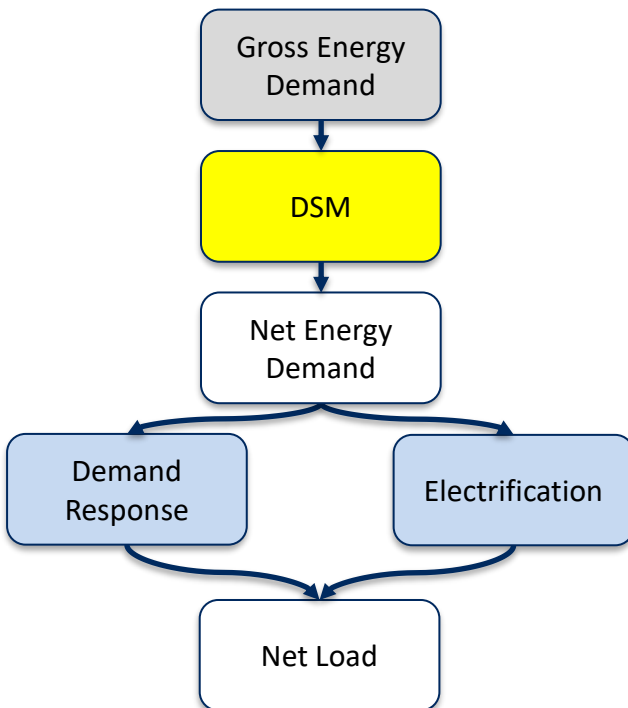 Gross Energy
Demand
DSM
Net Energy
Demand
Demand
Response
Electrification
Net Load